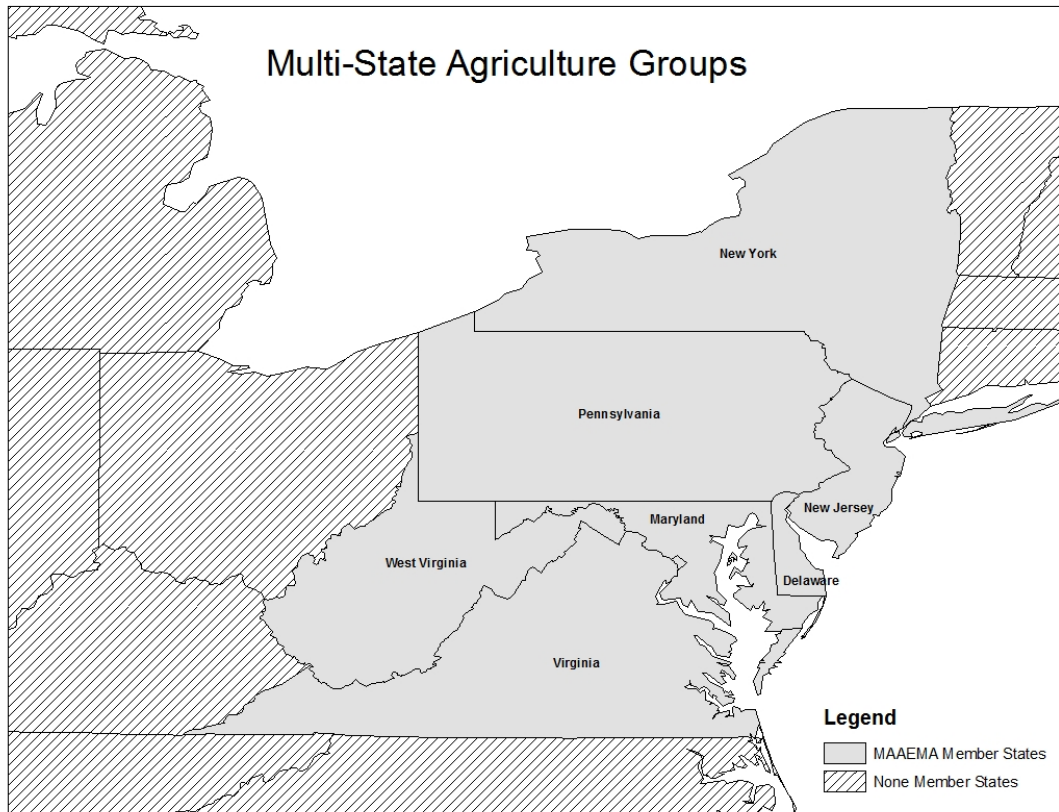 Multi-State Agriculture Groups
New York
Pennsylvania
New Jersey
Maryland
West Virginia
Delaware
Virginia
Legend
MAAEMA Member States
None Member States